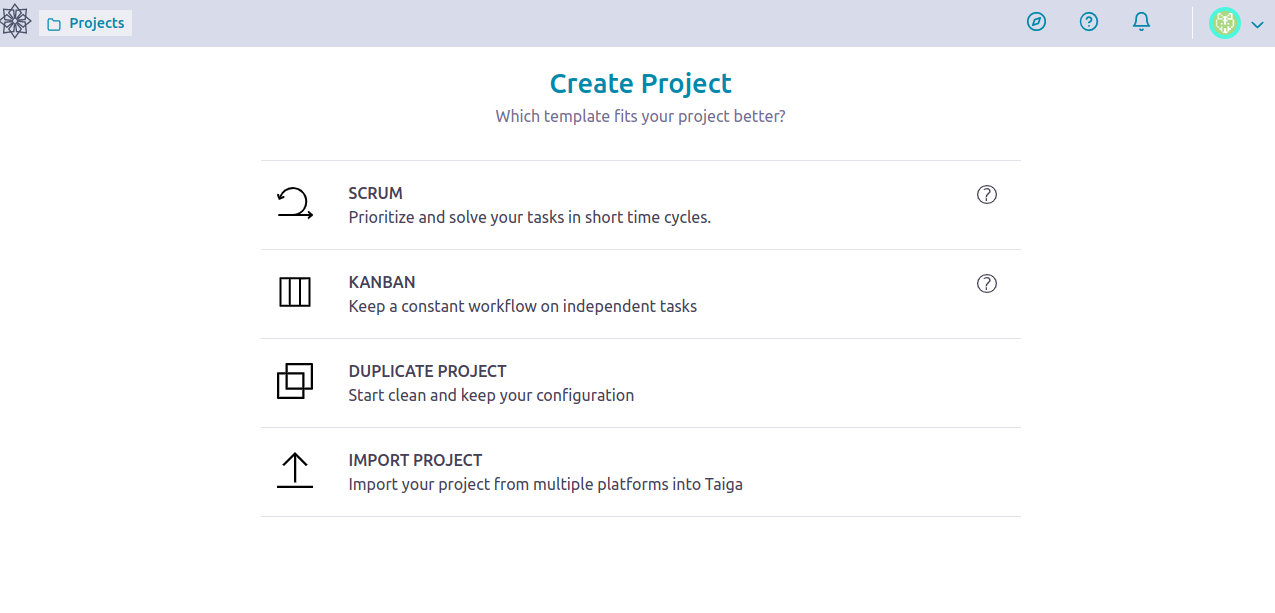 Projects
Create Project
Which template fits your project better?
SCRUM
Prioritize and solve your tasks in short time cycles.
KANBAN
Keep a constant workflow on independent tasks
DUPLICATE PROJECT
Start clean and keep your configuration
IMPORT PROJECT
Import your project from multiple platforms into Taiga